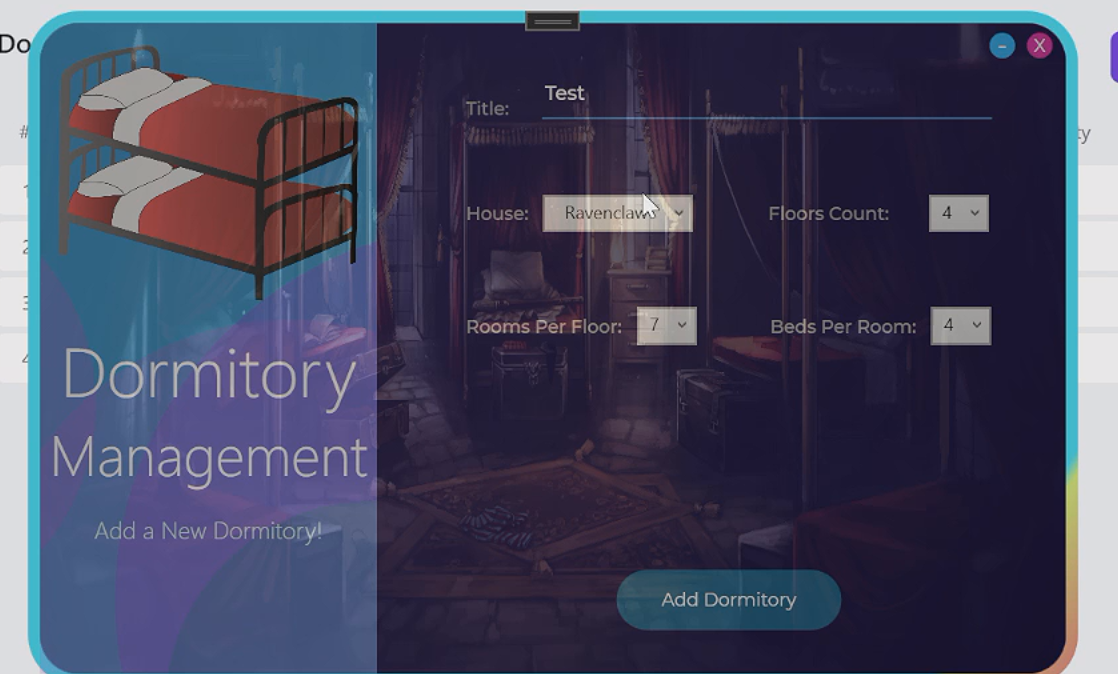 Do
#
ty
1
2
3
4
–
X
Title: Test
House: Ravenclaw
Floors Count: 4
Rooms Per Floor: 7
Beds Per Room: 4
Dormitory
Management
Add a New Dormitory!
Add Dormitory